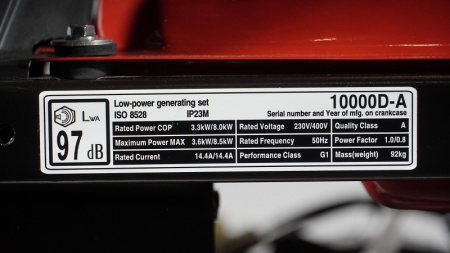 LWA
97 dB
Low-power generating set
ISO 8528 IP23M
10000D-A
Serial number and Year of mfg. on crankcase
Rated Power COP 3.3kW/8.0kW Rated Voltage 230V/400V Quality Class A
Maximum Power MAX 3.6kW/8.5kW Rated Frequency 50Hz Power Factor 1.0/0.8
Rated Current 14.4A/14.4A Performance Class G1 Mass(weight) 92kg